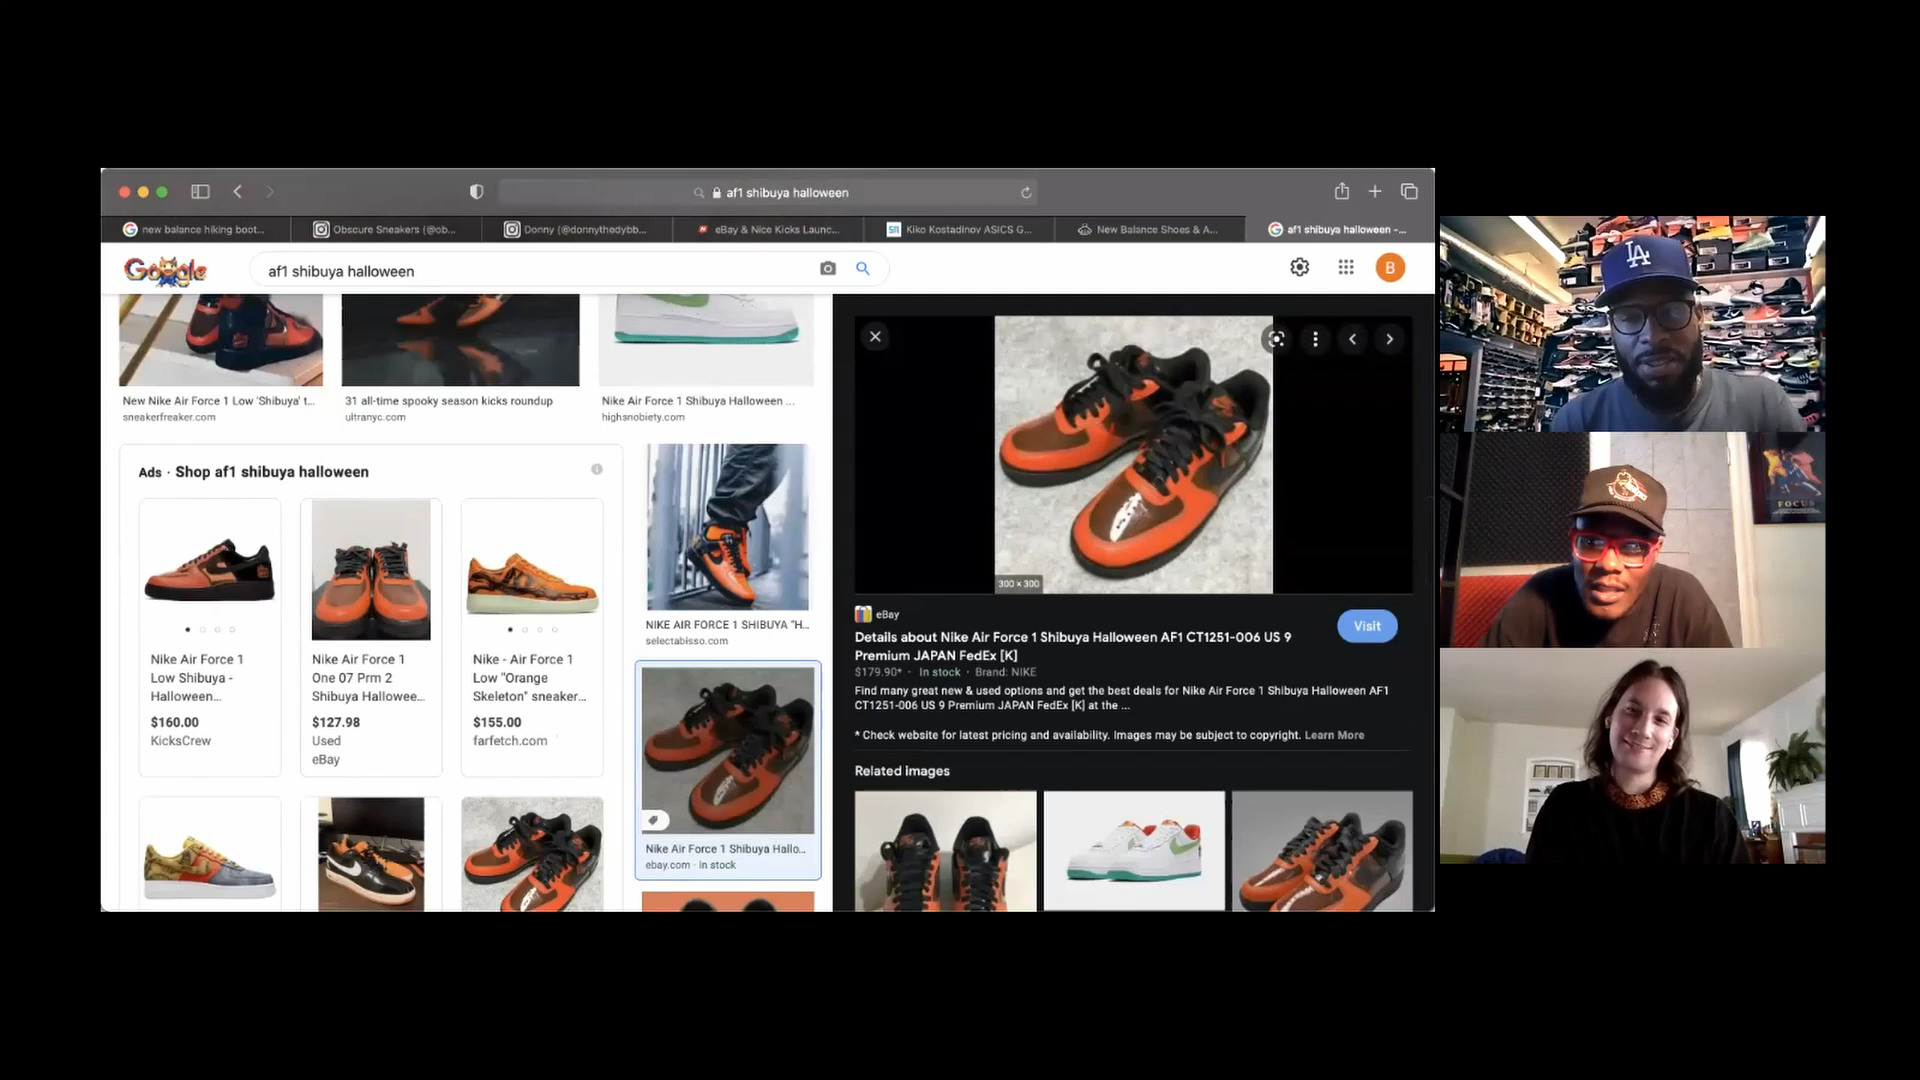 af1 shibuya halloween
new balance hiking boot...
Obscure Sneakers (@ob...
Donny (@donnythedybb...
eBay & Nice Kicks Launc...
Kiko Kostadinov ASICS G...
New Balance Shoes & A...
af1 shibuya halloween -...
Google
af1 shibuya halloween
B
New Nike Air Force 1 Low 'Shibuya' t...
sneakerfreaker.com
31 all-time spooky season kicks roundup
ultranyc.com
Nike Air Force 1 Shibuya Halloween ...
highsnobiety.com
Ads · Shop af1 shibuya halloween
Nike Air Force 1
Low Shibuya -
Halloween...
$160.00
KicksCrew
Nike Air Force 1
One 07 Prm 2
Shibuya Hallowee...
$127.98
Used
eBay
Nike - Air Force 1
Low "Orange
Skeleton" sneaker...
$155.00
farfetch.com
NIKE AIR FORCE 1 SHIBUYA "H...
selectabisso.com
Nike Air Force 1 Shibuya Hallo...
ebay.com · In stock
300 × 300
eBay
Details about Nike Air Force 1 Shibuya Halloween AF1 CT1251-006 US 9
Premium JAPAN FedEx [K]
Visit
$179.90* · In stock · Brand: NIKE
Find many great new & used options and get the best deals for Nike Air Force 1 Shibuya Halloween AF1
CT1251-006 US 9 Premium JAPAN FedEx [K] at the ...
* Check website for latest pricing and availability. Images may be subject to copyright. Learn More
Related Images
LA
FOCUS